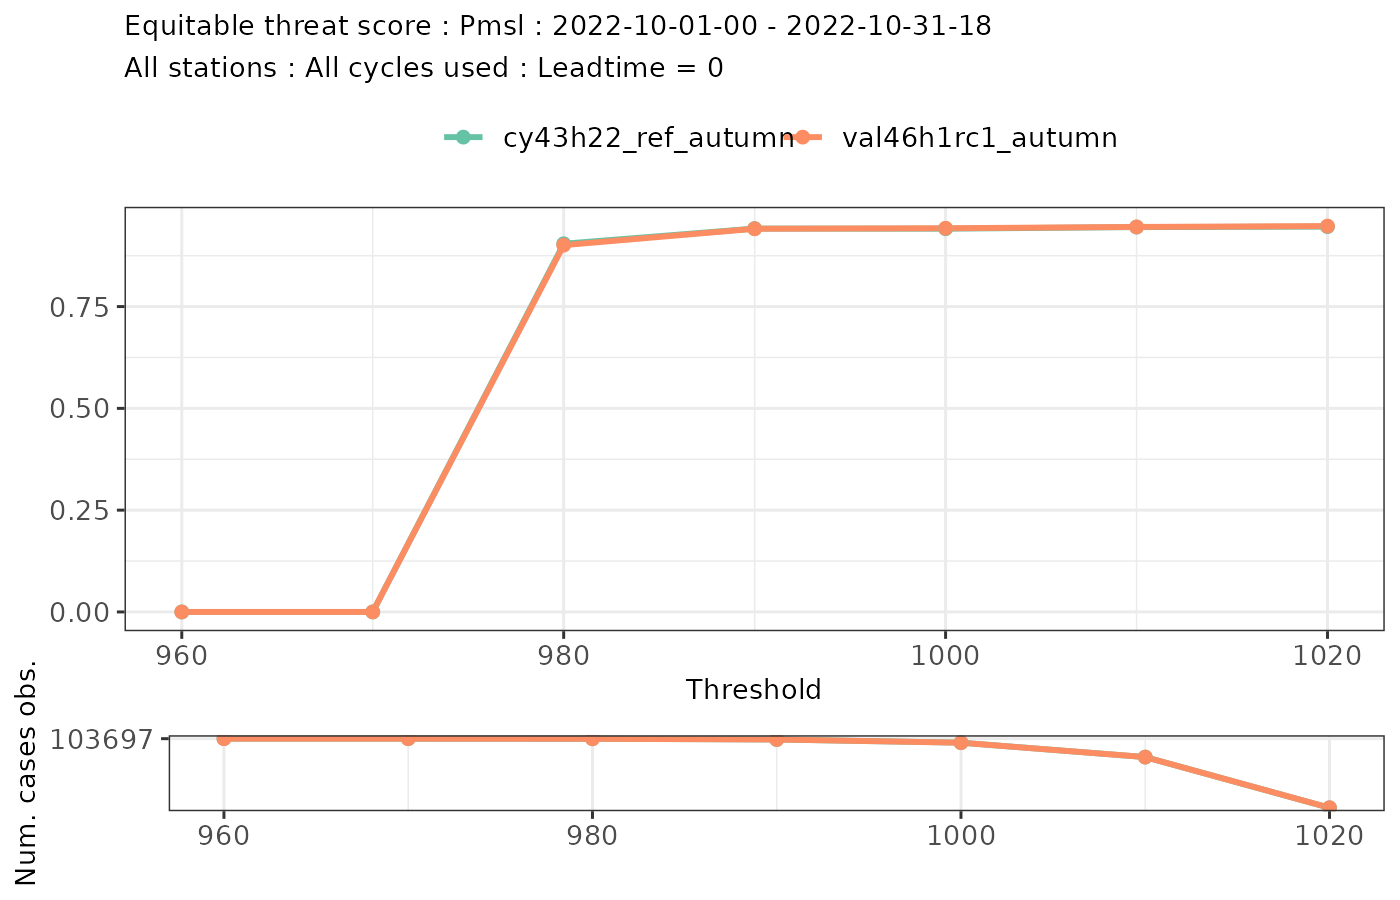 Equitable threat score : Pmsl : 2022-10-01-00 - 2022-10-31-18
All stations : All cycles used : Leadtime = 0
cy43h22_ref_autumn val46h1rc1_autumn
0.75
0.50
0.25
0.00
960 980 1000 1020
Threshold
Num. cases obs.
103697
960 980 1000 1020